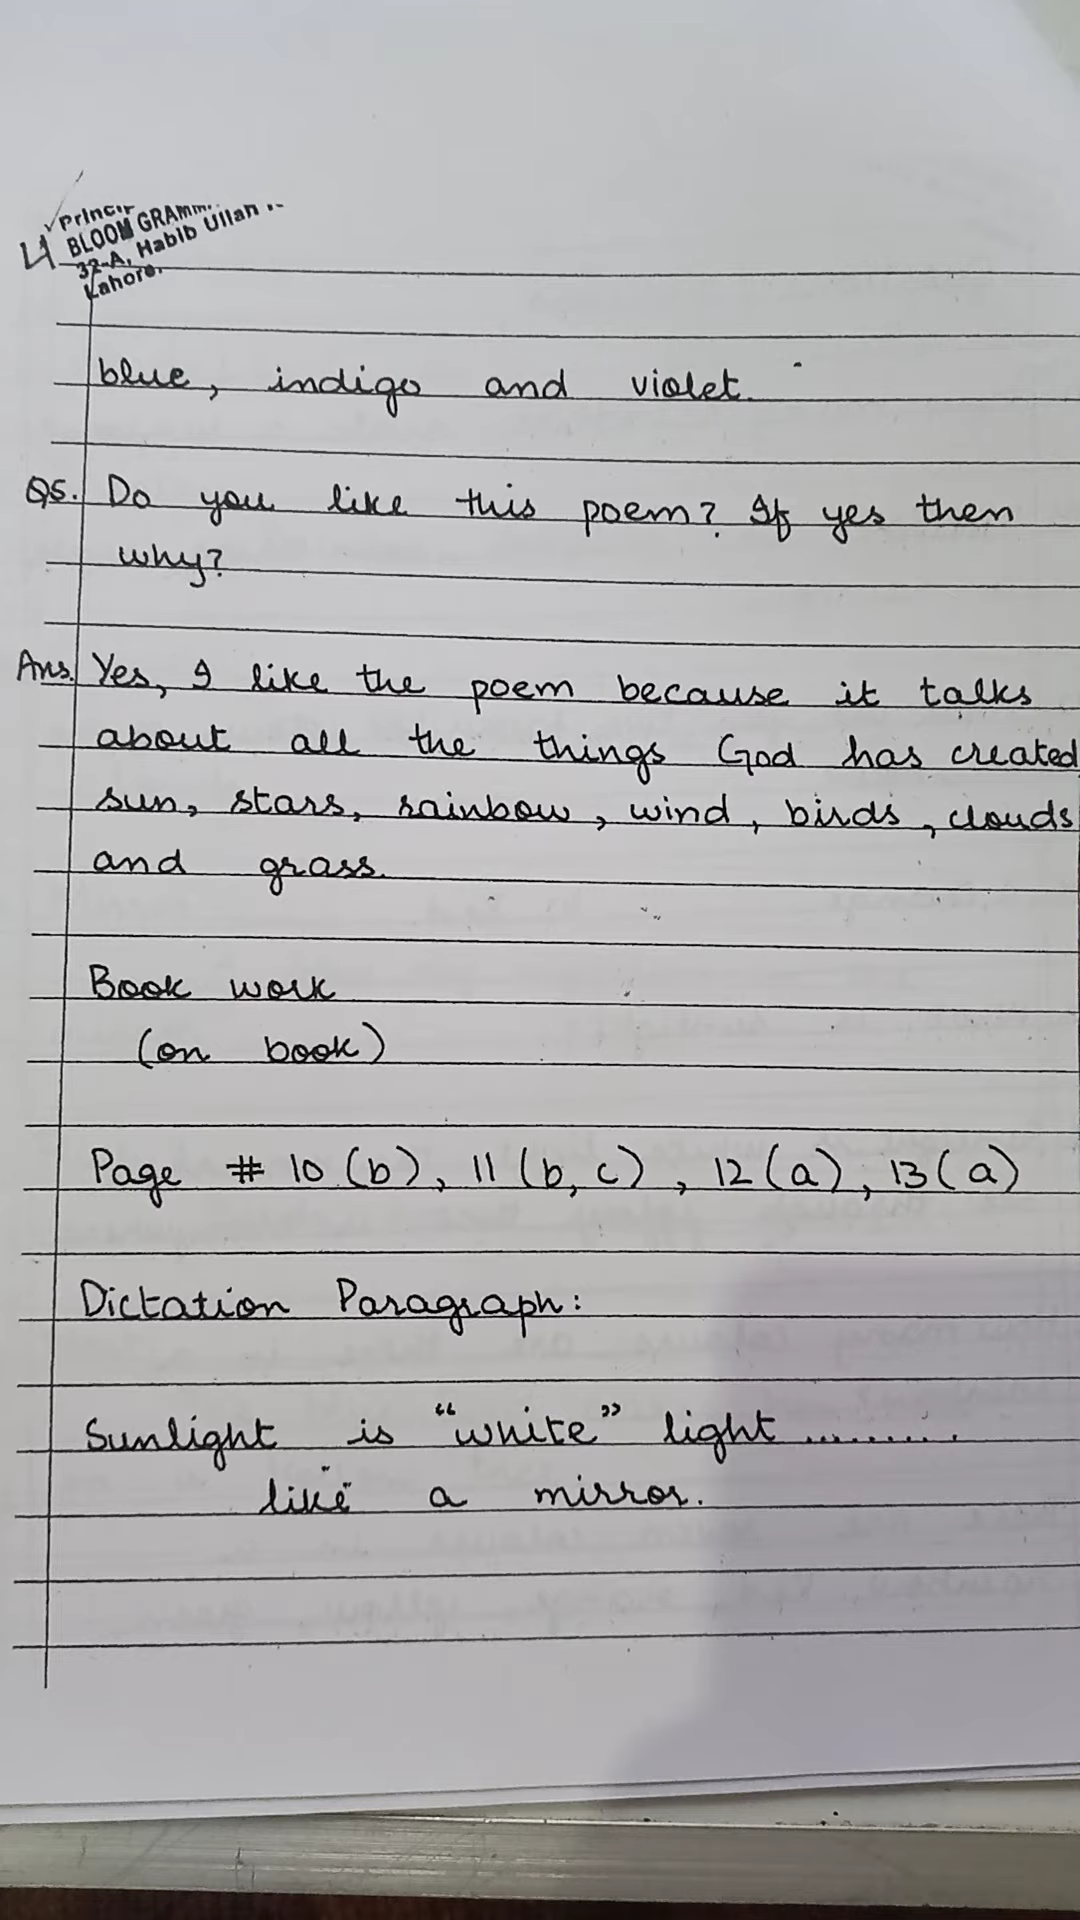 4
BLOOM
32-A, Habib Ullah
Lahore.
blue, indigo and violet.
Q5. Do you like this poem? If yes then
why?
Ans. Yes, I like the poem because it talks
about all the things God has created
sun, stars, rainbow, wind, birds, clouds
and grass.
Book work
(on book)
Page # 10 (b), 11 (b, c), 12 (a), 13 (a)
Dictation Paragraph:
Sunlight is "white" light ..........
like a mirror.